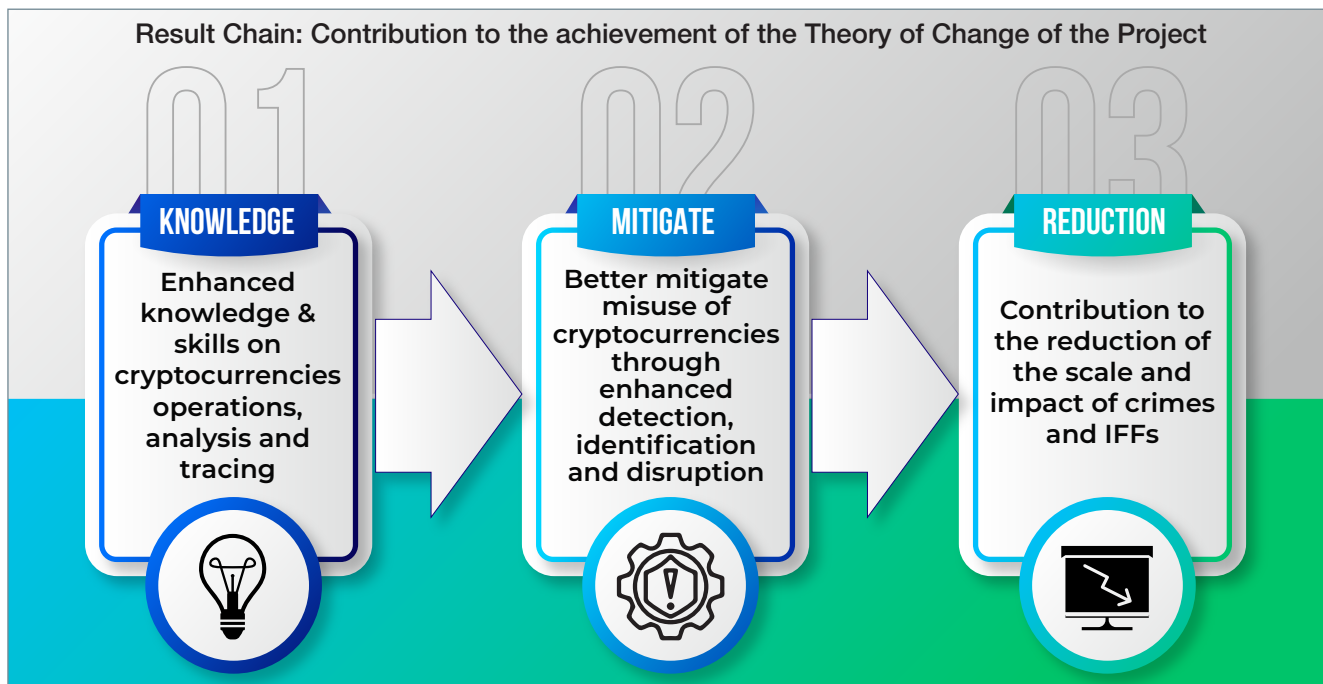 Result Chain: Contribution to the achievement of the Theory of Change of the Project
01
KNOWLEDGE
Enhanced
knowledge &
skills on
cryptocurrencies
operations,
analysis and
tracing
02
MITIGATE
Better mitigate
misuse of
cryptocurrencies
through
enhanced
detection,
identification
and disruption
03
REDUCTION
Contribution to
the reduction of
the scale and
impact of crimes
and IFFs